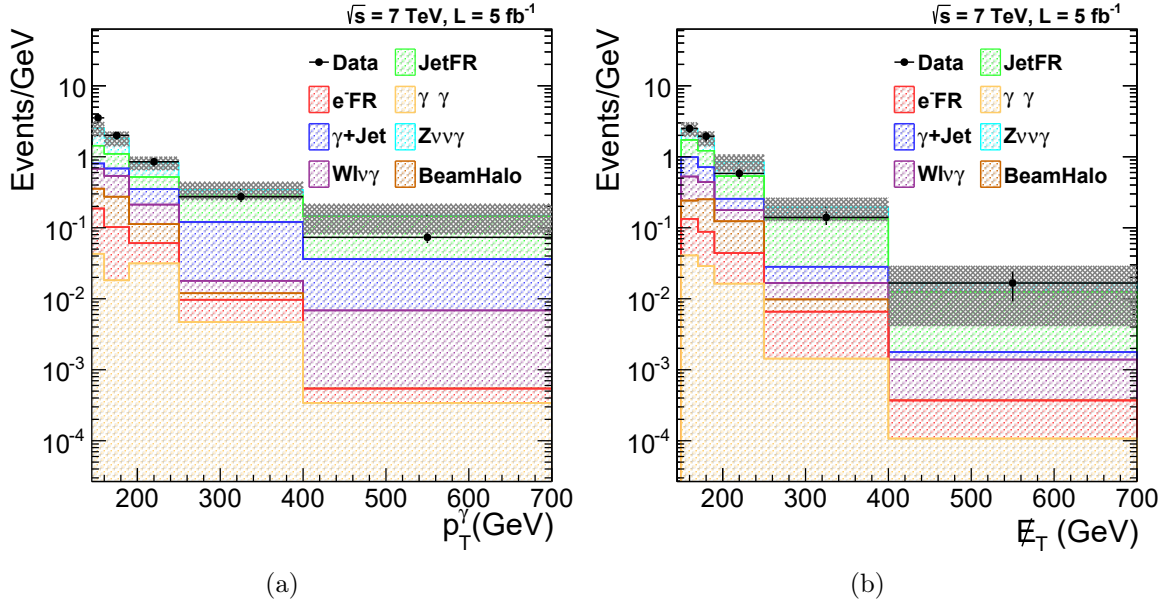 √s = 7 TeV, L = 5 fb⁻¹
Events/GeV
10
1
10⁻¹
10⁻²
10⁻³
10⁻⁴
Data
JetFR
e⁻FR
γ γ
γ+Jet
Zννγ
Wlνγ
BeamHalo
200 300 400 500 600 700
p_T^γ(GeV)
(a)
√s = 7 TeV, L = 5 fb⁻¹
Events/GeV
10
1
10⁻¹
10⁻²
10⁻³
10⁻⁴
Data
JetFR
e⁻FR
γ γ
γ+Jet
Zννγ
Wlνγ
BeamHalo
200 300 400 500 600 700
E̸_T (GeV)
(b)